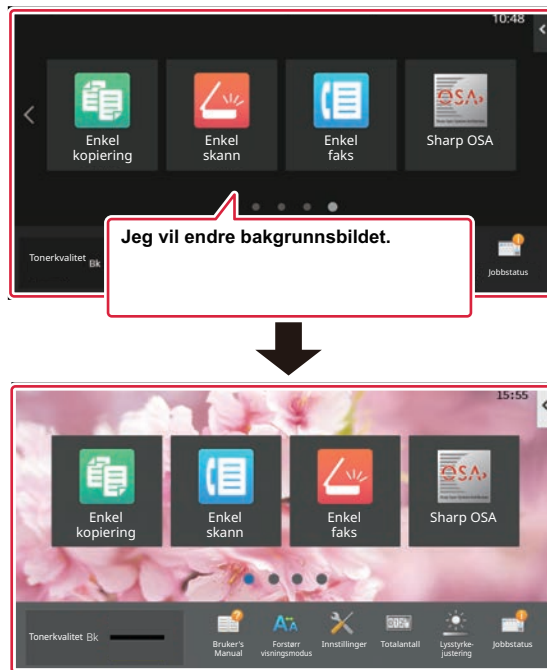 10:48
Enkel
kopiering
Enkel
skann
Enkel
faks
Sharp OSA
OSA
Jeg vil endre bakgrunnsbildet.
Tonerkvalitet Bk
Jobbstatus
15:55
Enkel
kopiering
Enkel
skann
Enkel
faks
Sharp OSA
OSA
Tonerkvalitet Bk
Bruker's
Manual
Forstørr
visningsmodus
Innstillinger
Totalantall
Lysstyrke-
justering
Jobbstatus